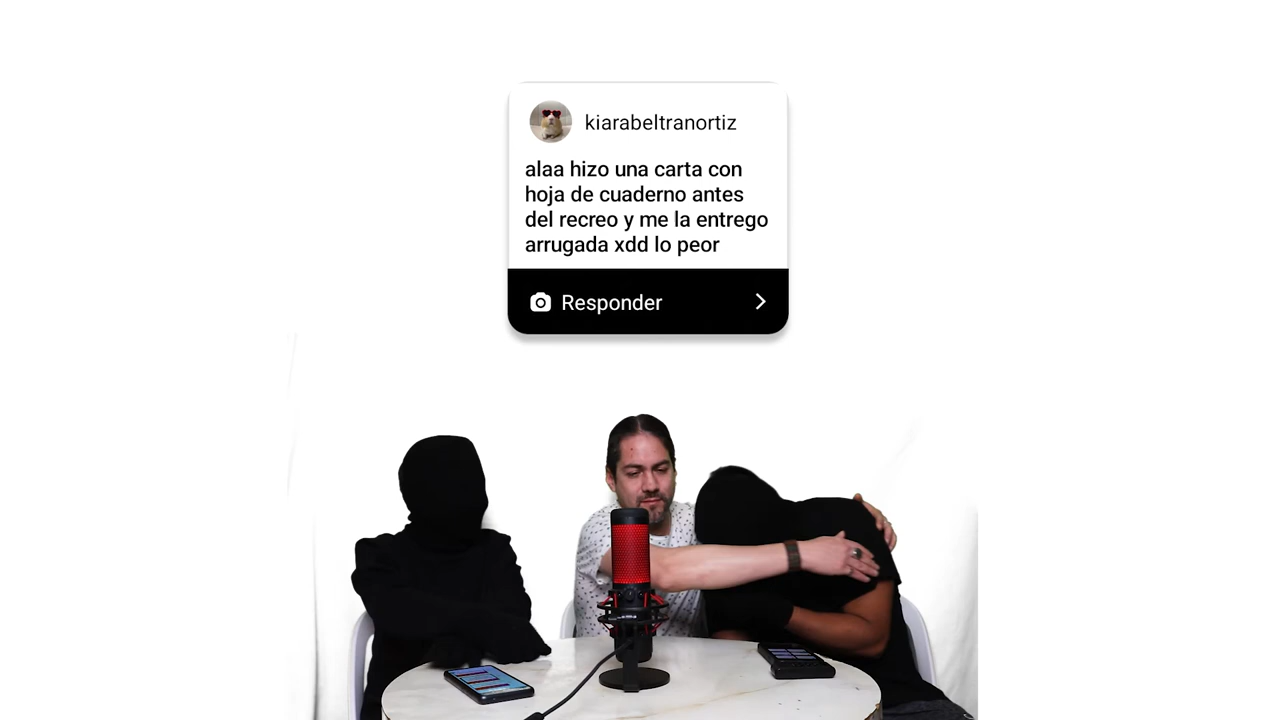 kiarabeltranortiz
alaa hizo una carta con
hoja de cuaderno antes
del recreo y me la entrego
arrugada xdd lo peor
Responder